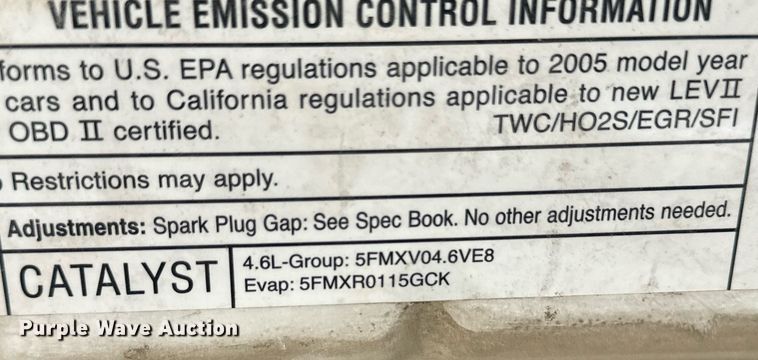 VEHICLE EMISSION CONTROL INFORMATION
forms to U.S. EPA regulations applicable to 2005 model year
cars and to California regulations applicable to new LEV II
OBD II certified. TWC/HO2S/EGR/SFI
Restrictions may apply.
Adjustments: Spark Plug Gap: See Spec Book. No other adjustments needed.
CATALYST
4.6L-Group: 5FMXV04.6VE8
Evap: 5FMXR0115GCK
Purple Wave Auction